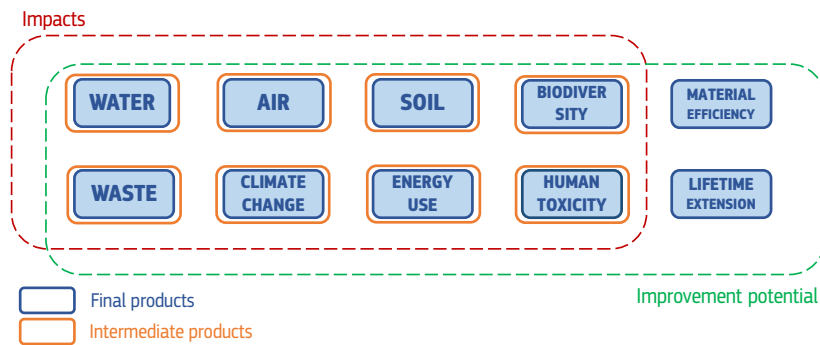 Impacts
WATER
AIR
SOIL
BIODIVER
SITY
MATERIAL
EFFICIENCY
WASTE
CLIMATE
CHANGE
ENERGY
USE
HUMAN
TOXICITY
LIFETIME
EXTENSION
Final products
Improvement potential
Intermediate products